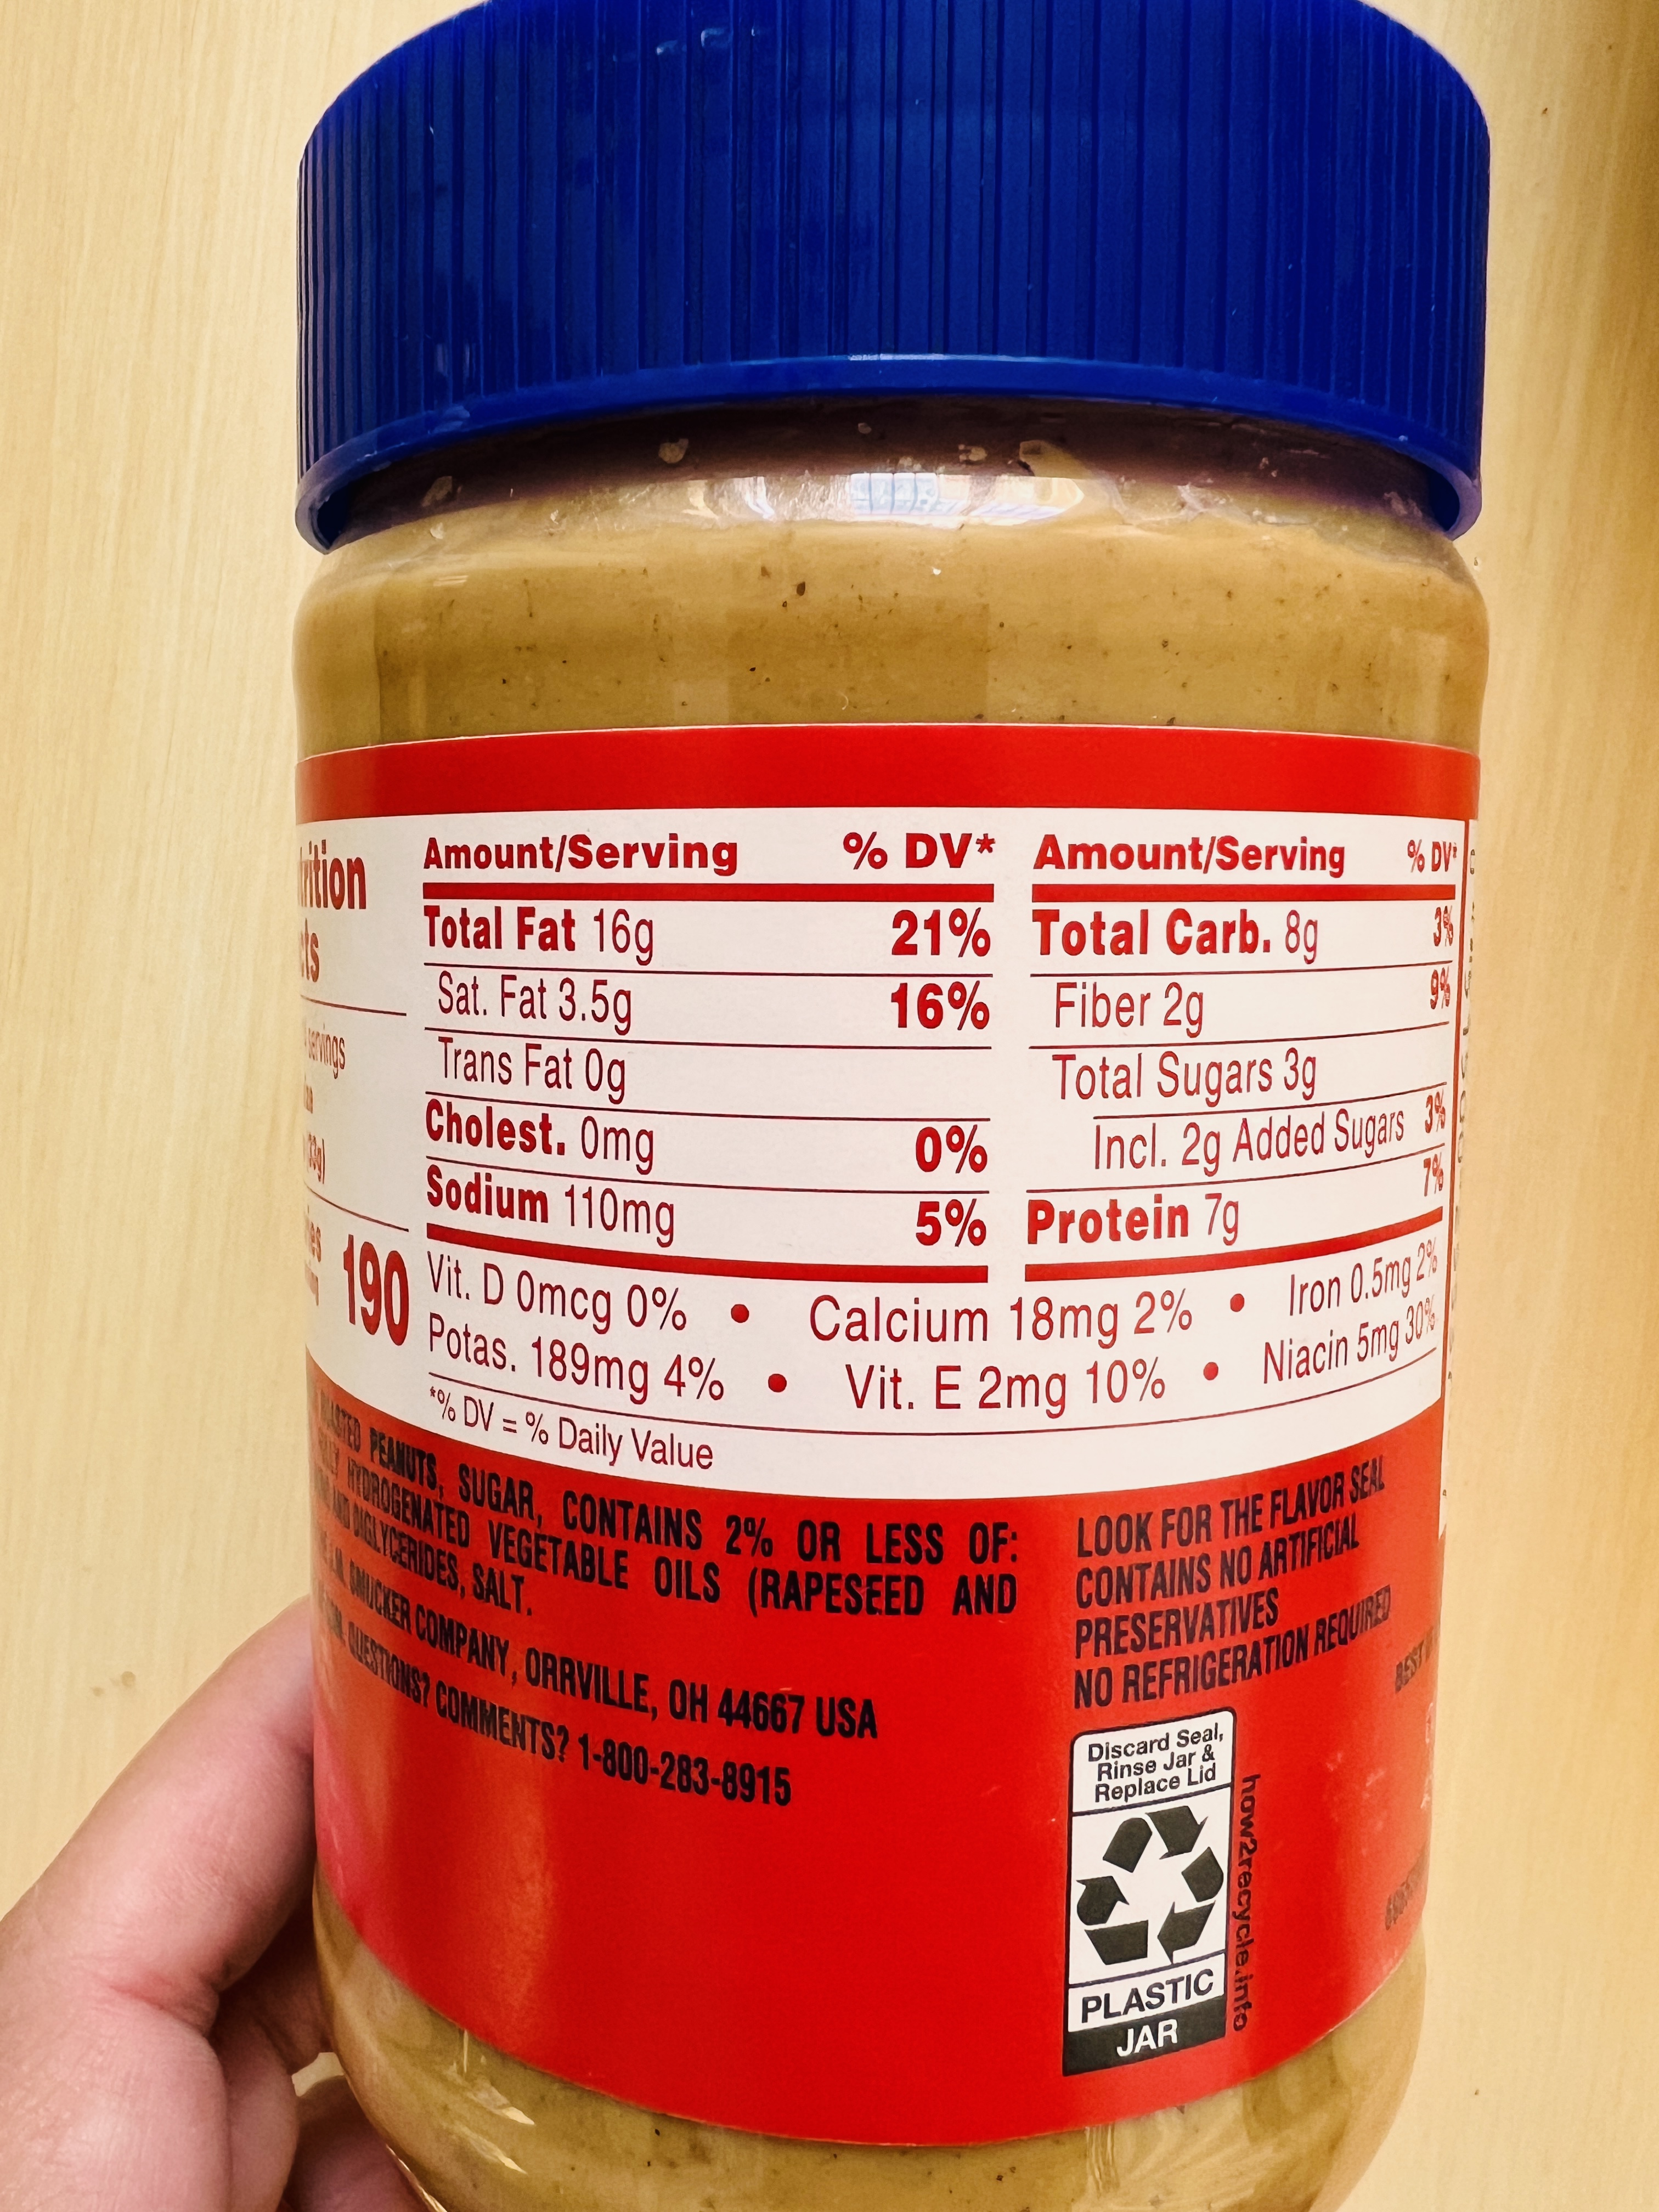 Amount/Serving % DV*
Total Fat 16g 21%
Sat. Fat 3.5g 16%
Trans Fat 0g
Cholest. 0mg 0%
Sodium 110mg 5%
Amount/Serving % DV*
Total Carb. 8g 3%
Fiber 2g 9%
Total Sugars 3g
Incl. 2g Added Sugars 3%
Protein 7g 7%
servings
190
Vit. D 0mcg 0% • Calcium 18mg 2% • Iron 0.5mg 2%
Potas. 189mg 4% • Vit. E 2mg 10% • Niacin 5mg 30%
*% DV = % Daily Value
PEANUTS, SUGAR, CONTAINS 2% OR LESS OF:
HYDROGENATED VEGETABLE OILS (RAPESEED AND
AND DIGLYCERIDES, SALT.
SMUCKER COMPANY, ORRVILLE, OH 44667 USA
QUESTIONS? COMMENTS? 1-800-283-8915
LOOK FOR THE FLAVOR SEAL
CONTAINS NO ARTIFICIAL
PRESERVATIVES
NO REFRIGERATION REQUIRED
BEST
Discard Seal,
Rinse Jar &
Replace Lid
PLASTIC
JAR
how2recycle.info